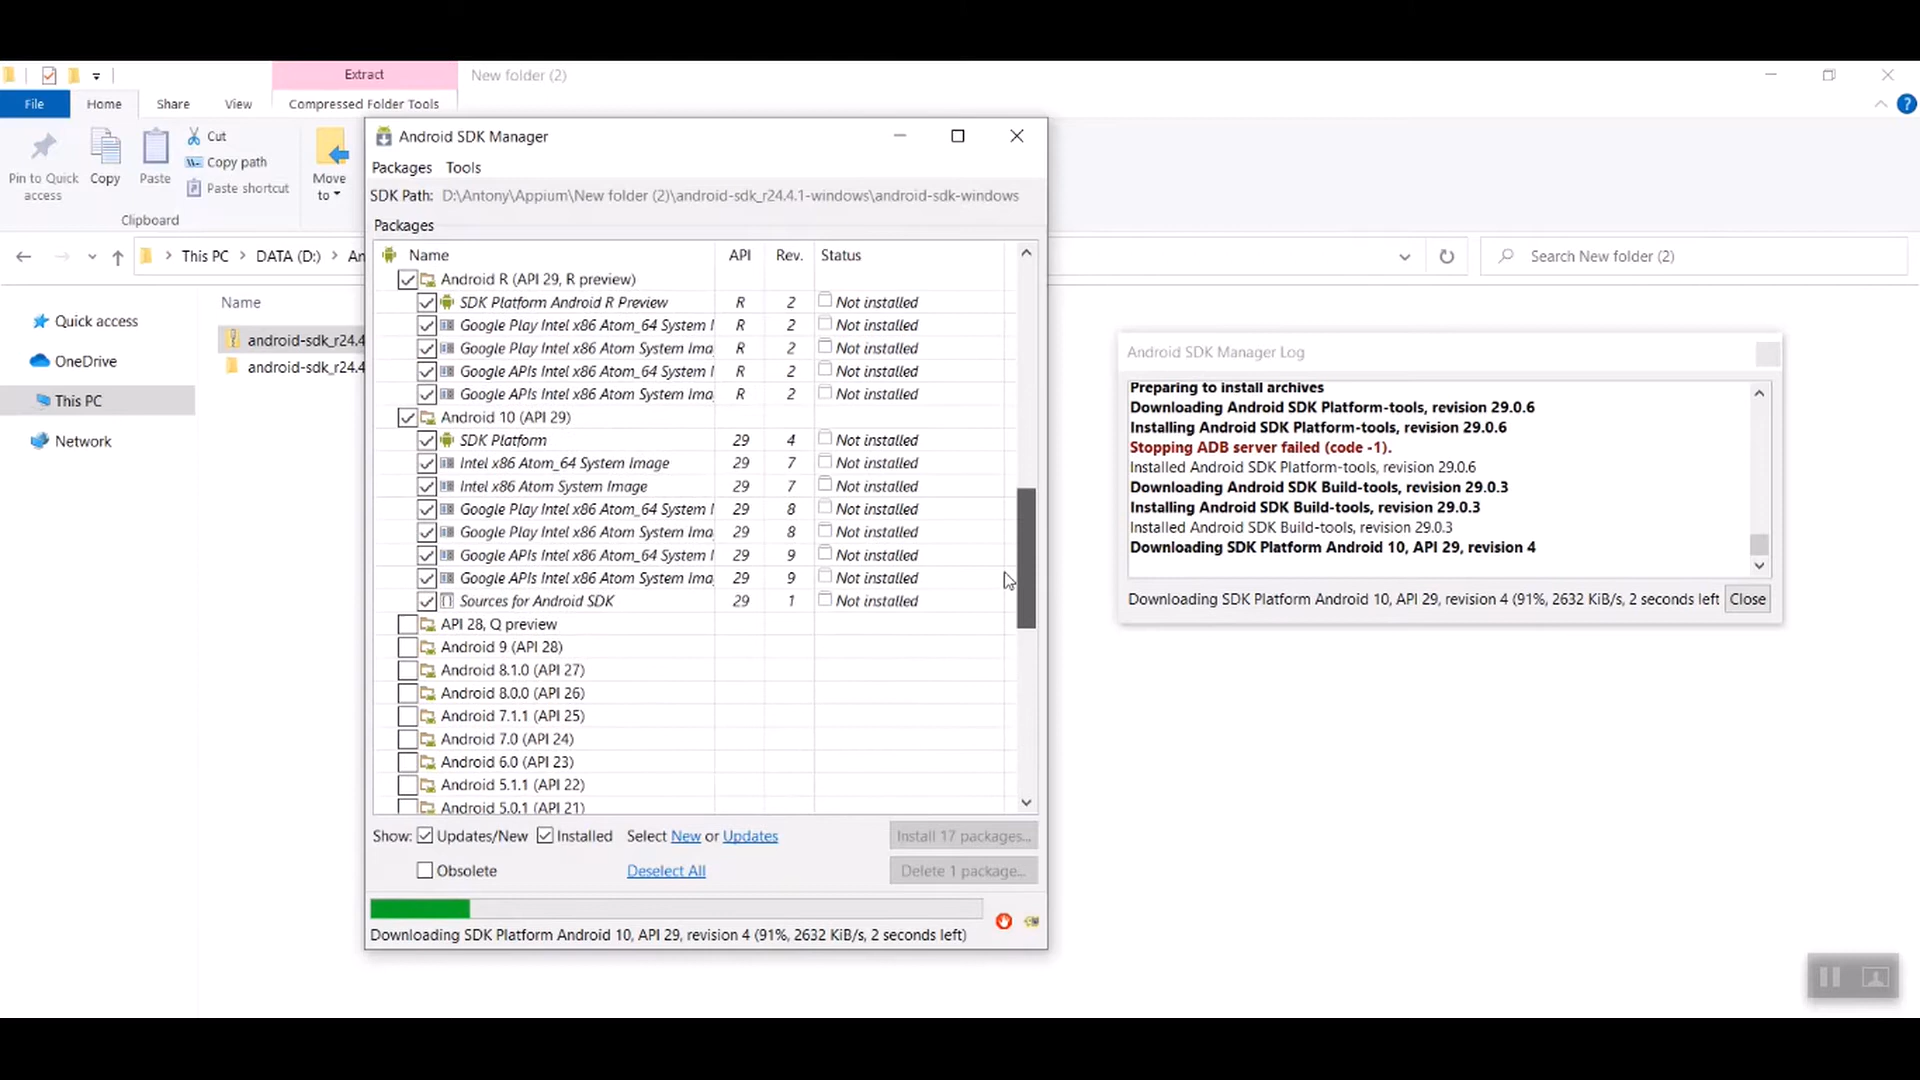 Extract
New folder (2)
File
Home
Share
View
Compressed Folder Tools
Pin to Quick access
Copy
Paste
Cut
Copy path
Paste shortcut
Move to
Clipboard
This PC
DATA (D:)
An
Search New folder (2)
Quick access
OneDrive
This PC
Network
Name
android-sdk_r24.4
android-sdk_r24.4
Android SDK Manager
Packages Tools
SDK Path: D:\Antony\Appium\New folder (2)\android-sdk_r24.4.1-windows\android-sdk-windows
Packages
Name API Rev. Status
Android R (API 29, R preview)
SDK Platform Android R Preview R 2 Not installed
Google Play Intel x86 Atom_64 System I R 2 Not installed
Google Play Intel x86 Atom System Ima R 2 Not installed
Google APIs Intel x86 Atom_64 System I R 2 Not installed
Google APIs Intel x86 Atom System Ima R 2 Not installed
Android 10 (API 29)
SDK Platform 29 4 Not installed
Intel x86 Atom_64 System Image 29 7 Not installed
Intel x86 Atom System Image 29 7 Not installed
Google Play Intel x86 Atom_64 System I 29 8 Not installed
Google Play Intel x86 Atom System Ima 29 8 Not installed
Google APIs Intel x86 Atom_64 System I 29 9 Not installed
Google APIs Intel x86 Atom System Ima 29 9 Not installed
Sources for Android SDK 29 1 Not installed
API 28, Q preview
Android 9 (API 28)
Android 8.1.0 (API 27)
Android 8.0.0 (API 26)
Android 7.1.1 (API 25)
Android 7.0 (API 24)
Android 6.0 (API 23)
Android 5.1.1 (API 22)
Android 5.0.1 (API 21)
Show: Updates/New Installed Select New or Updates Install 17 packages...
Obsolete Deselect All Delete 1 package...
Downloading SDK Platform Android 10, API 29, revision 4 (91%, 2632 KiB/s, 2 seconds left)
Android SDK Manager Log
Preparing to install archives
Downloading Android SDK Platform-tools, revision 29.0.6
Installing Android SDK Platform-tools, revision 29.0.6
Stopping ADB server failed (code -1).
Installed Android SDK Platform-tools, revision 29.0.6
Downloading Android SDK Build-tools, revision 29.0.3
Installing Android SDK Build-tools, revision 29.0.3
Installed Android SDK Build-tools, revision 29.0.3
Downloading SDK Platform Android 10, API 29, revision 4
Downloading SDK Platform Android 10, API 29, revision 4 (91%, 2632 KiB/s, 2 seconds left Close